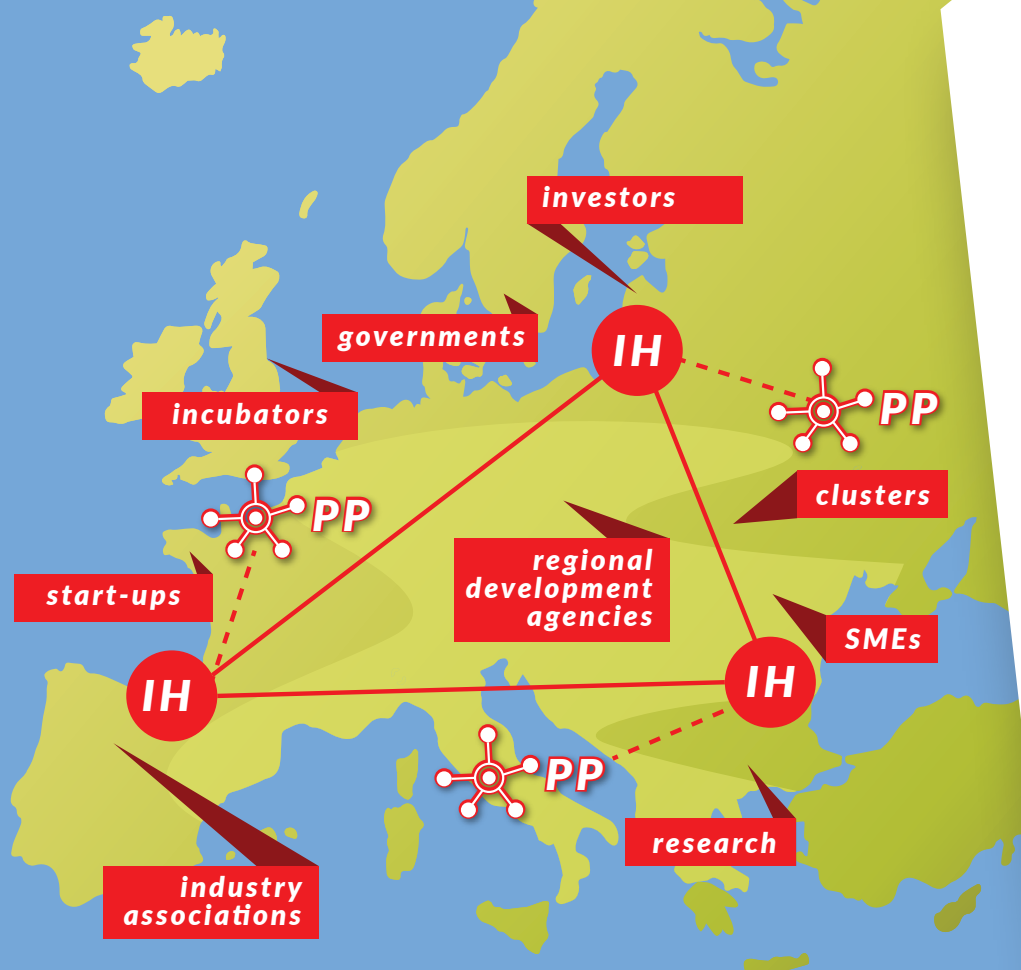 investors
governments
IH
incubators
PP
clusters
PP
regional
development
agencies
start-ups
SMEs
IH
IH
PP
research
industry
associations